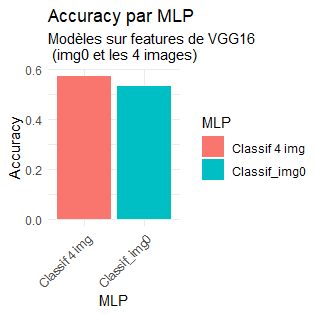 Accuracy par MLP
Modèles sur features de VGG16
(img0 et les 4 images)
0.6
0.4
0.2
0.0
Accuracy
Classif 4 img
Classif_img0
MLP
MLP
Classif 4 img
Classif_img0